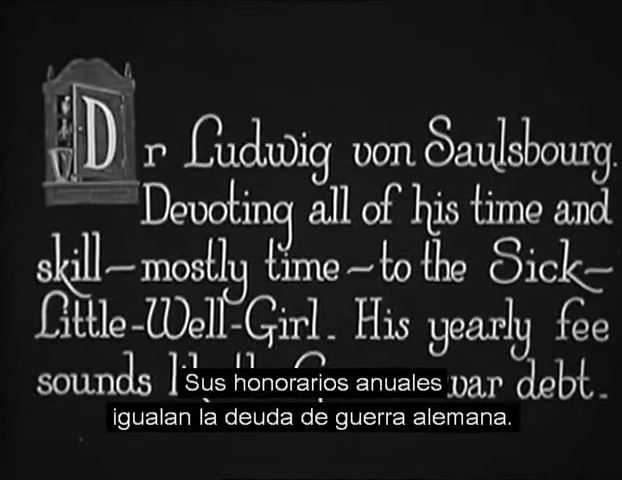 Dr Ludwig von Saulsbourg.
Devoting all of his time and
skill—mostly time—to the Sick-
Little-Well-Girl. His yearly fee
sounds war debt.
Sus honorarios anuales
igualan la deuda de guerra alemana.